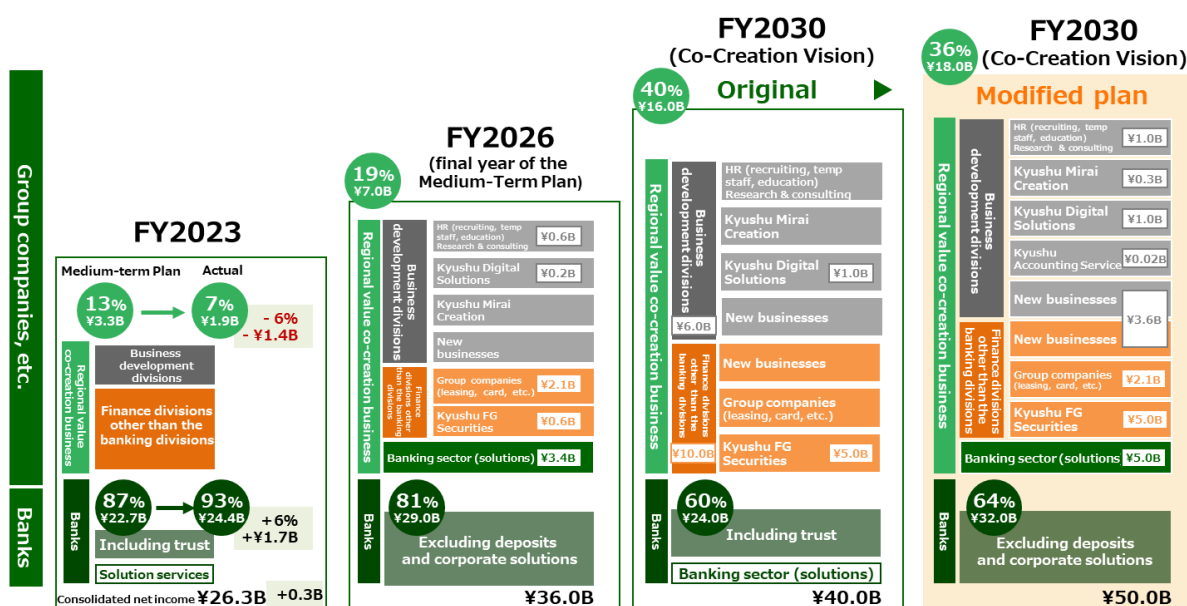 Group companies, etc.
Banks
FY2023
Medium-term Plan
Actual
13%
¥3.3B
7%
¥1.9B
- 6%
- ¥1.4B
Regional value
co-creation business
Business
development
divisions
Finance divisions
other than the
banking divisions
Banks
87%
¥22.7B
93%
¥24.4B
+6%
+¥1.7B
Including trust
Solution services
Consolidated net income ¥26.3B
+0.3B
FY2026
(final year of the
Medium-Term Plan)
19%
¥7.0B
Regional value co-creation business
Business
development divisions
HR (recruiting, temp
staff, education)
Research & consulting
¥0.6B
Kyushu Digital
Solutions
¥0.2B
Kyushu Mirai
Creation
New
businesses
Finance
divisions other
than the banking
divisions
Group companies
(leasing, card, etc.)
¥2.1B
Kyushu FG
Securities
¥0.6B
Banking sector (solutions)
¥3.4B
Banks
81%
¥29.0B
Excluding deposits
and corporate solutions
¥36.0B
FY2030
(Co-Creation Vision)
40%
¥16.0B
Original
Regional value co-creation business
Business
development divisions
¥6.0B
HR (recruiting, temp
staff, education)
Research & consulting
Kyushu Mirai
Creation
Kyushu Digital
Solutions
¥1.0B
New businesses
Finance divisions
other than the
banking divisions
¥10.0B
New businesses
Group companies
(leasing, card, etc.)
Kyushu FG
Securities
¥5.0B
Banks
60%
¥24.0B
Including trust
Banking sector (solutions)
¥40.0B
FY2030
(Co-Creation Vision)
36%
¥18.0B
Modified plan
Regional value co-creation business
Business
development divisions
HR (recruiting, temp
staff, education)
Research & consulting
¥1.0B
Kyushu Mirai
Creation
¥0.3B
Kyushu Digital
Solutions
¥1.0B
Kyushu
Accounting Service
¥0.02B
New businesses
¥3.6B
Finance divisions
other than the
banking divisions
New businesses
Group companies
(leasing, card, etc.)
¥2.1B
Kyushu FG
Securities
¥5.0B
Banking sector (solutions
¥5.0B
Banks
64%
¥32.0B
Excluding deposits
and corporate solutions
¥50.0B